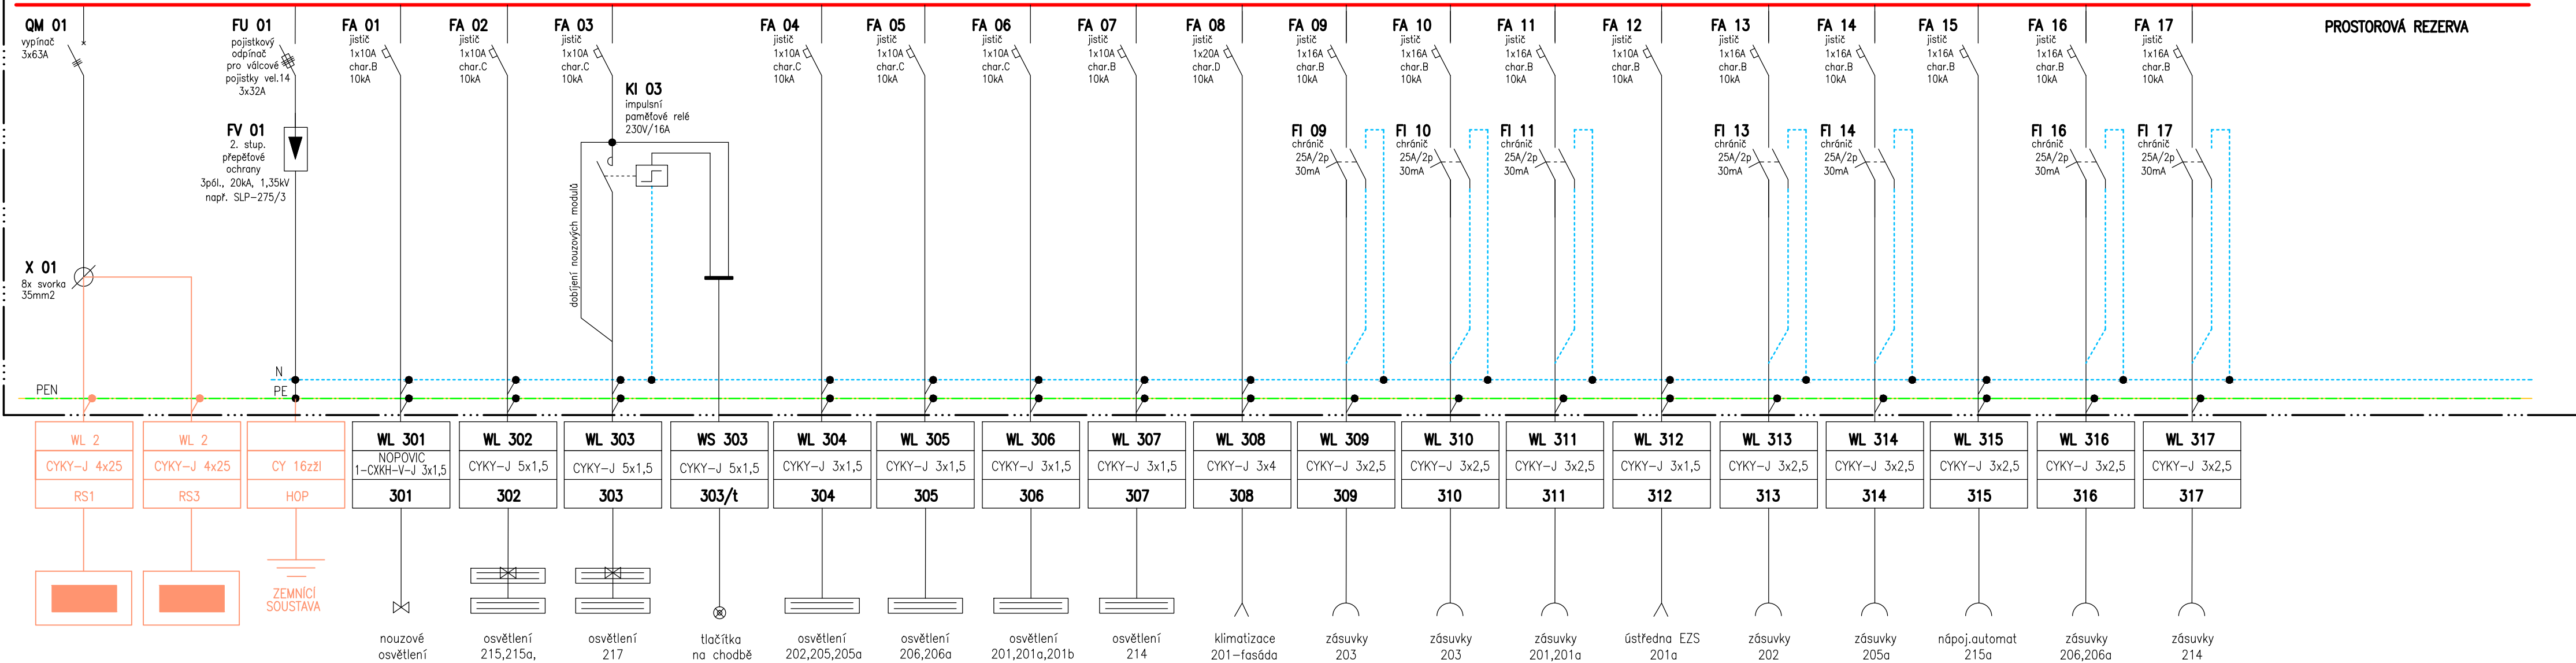 QM 01
vypínač
3x63A
X 01
8x svorka
35mm2
FU 01
pojistkový
odpínač
pro válcové
pojistky vel.14
3x32A
FV 01
2. stup.
přepěťové
ochrany
3pól., 20kA, 1,35kV
např. SLP-275/3
FA 01
jistič
1x10A
char.B
10kA
FA 02
jistič
1x10A
char.C
10kA
FA 03
jistič
1x10A
char.C
10kA
KI 03
impulsní
paměťové relé
230V/16A
dobíjení nouzových modulů
FA 04
jistič
1x10A
char.C
10kA
FA 05
jistič
1x10A
char.C
10kA
FA 06
jistič
1x10A
char.C
10kA
FA 07
jistič
1x10A
char.B
10kA
FA 08
jistič
1x20A
char.D
10kA
FA 09
jistič
1x16A
char.B
10kA
FI 09
chránič
25A/2p
30mA
FA 10
jistič
1x16A
char.B
10kA
FI 10
chránič
25A/2p
30mA
FA 11
jistič
1x16A
char.B
10kA
FI 11
chránič
25A/2p
30mA
FA 12
jistič
1x10A
char.B
10kA
FA 13
jistič
1x16A
char.B
10kA
FI 13
chránič
25A/2p
30mA
FA 14
jistič
1x16A
char.B
10kA
FI 14
chránič
25A/2p
30mA
FA 15
jistič
1x16A
char.B
10kA
FA 16
jistič
1x16A
char.B
10kA
FI 16
chránič
25A/2p
30mA
FA 17
jistič
1x16A
char.B
10kA
FI 17
chránič
25A/2p
30mA
PROSTOROVÁ REZERVA
N
PEN
PE
WL 2
CYKY-J 4x25
RS1
WL 2
CYKY-J 4x25
RS3
CY 16zžl
HOP
ZEMNÍCÍ
SOUSTAVA
WL 301
NOPOVIC
1-CXKH-V-J 3x1,5
301
nouzové
osvětlení
WL 302
CYKY-J 5x1,5
302
osvětlení
215,215a,
WL 303
CYKY-J 5x1,5
303
osvětlení
217
WS 303
CYKY-J 5x1,5
303/t
tlačítka
na chodbě
WL 304
CYKY-J 3x1,5
304
osvětlení
202,205,205a
WL 305
CYKY-J 3x1,5
305
osvětlení
206,206a
WL 306
CYKY-J 3x1,5
306
osvětlení
201,201a,201b
WL 307
CYKY-J 3x1,5
307
osvětlení
214
WL 308
CYKY-J 3x4
308
klimatizace
201-fasáda
WL 309
CYKY-J 3x2,5
309
zásuvky
203
WL 310
CYKY-J 3x2,5
310
zásuvky
203
WL 311
CYKY-J 3x2,5
311
zásuvky
201,201a
WL 312
CYKY-J 3x1,5
312
ústředna EZS
201a
WL 313
CYKY-J 3x2,5
313
zásuvky
202
WL 314
CYKY-J 3x2,5
314
zásuvky
205a
WL 315
CYKY-J 3x2,5
315
nápoj.automat
215a
WL 316
CYKY-J 3x2,5
316
zásuvky
206,206a
WL 317
CYKY-J 3x2,5
317
zásuvky
214